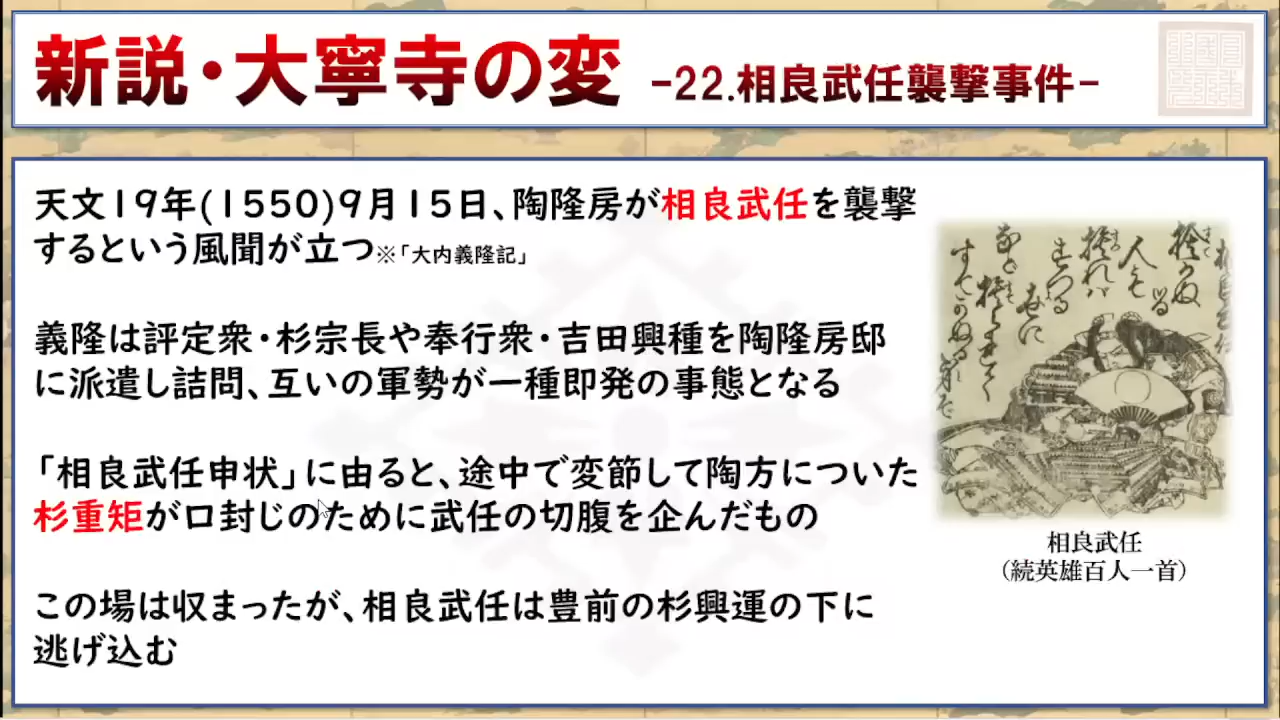 新説・大寧寺の変 -22.相良武任襲撃事件-
天文19年(1550)9月15日、陶隆房が相良武任を襲撃
するという風聞が立つ※「大内義隆記」
義隆は評定衆・杉宗長や奉行衆・吉田興種を陶隆房邸
に派遣し詰問、互いの軍勢が一種即発の事態となる
「相良武任申状」に由ると、途中で変節して陶方についた
杉重矩が口封じのために武任の切腹を企んだもの
この場は収まったが、相良武任は豊前の杉興運の下に
逃げ込む
相良武任
(続英雄百人一首)